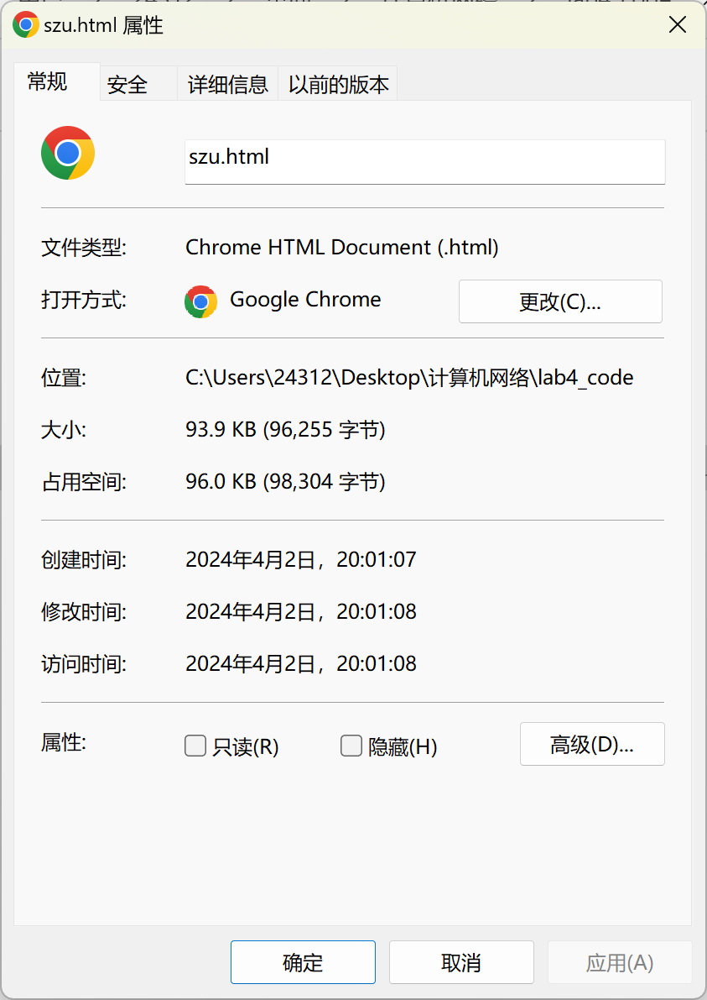 szu.html 属性
常规 安全 详细信息 以前的版本
szu.html
文件类型: Chrome HTML Document (.html)
打开方式: Google Chrome 更改(C)...
位置: C:\Users\24312\Desktop\计算机网络\lab4_code
大小: 93.9 KB (96,255 字节)
占用空间: 96.0 KB (98,304 字节)
创建时间: 2024年4月2日，20:01:07
修改时间: 2024年4月2日，20:01:08
访问时间: 2024年4月2日，20:01:08
属性: 只读(R) 隐藏(H) 高级(D)...
确定 取消 应用(A)